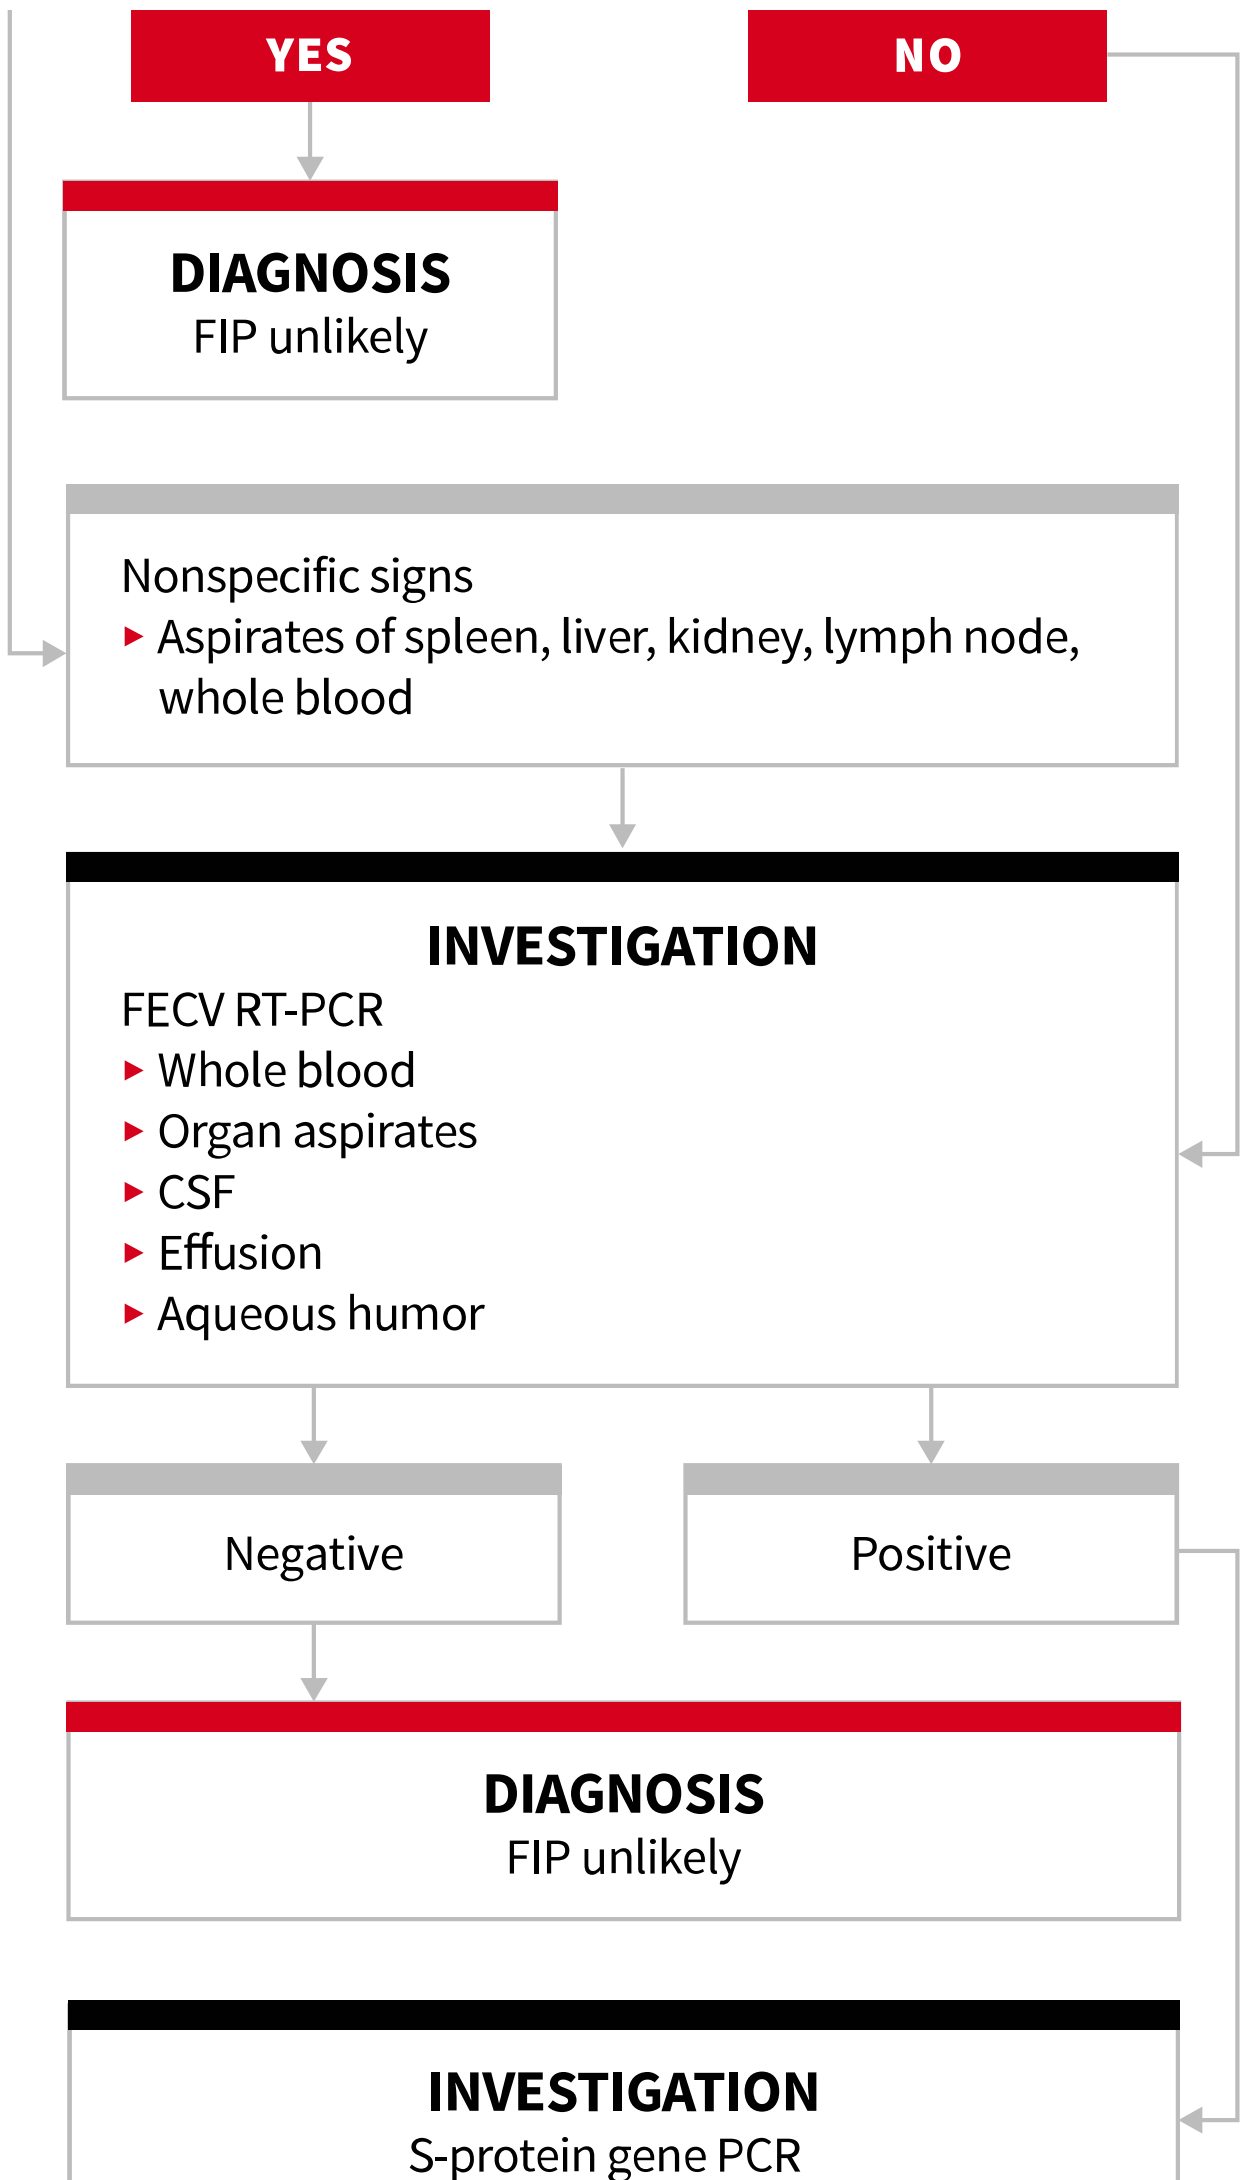 YES
NO
DIAGNOSIS
FIP unlikely
Nonspecific signs
▸ Aspirates of spleen, liver, kidney, lymph node,
whole blood
INVESTIGATION
FECV RT-PCR
▸ Whole blood
▸ Organ aspirates
▸ CSF
▸ Effusion
▸ Aqueous humor
Negative
Positive
DIAGNOSIS
FIP unlikely
INVESTIGATION
S-protein gene PCR